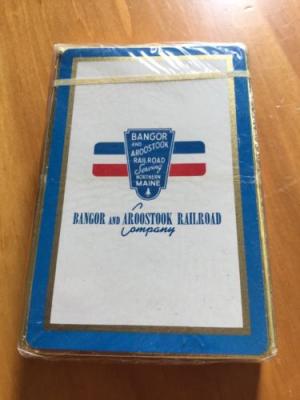 BANGOR
AND
AROOSTOOK
RAILROAD
Serving
NORTHERN
MAINE
BANGOR AND AROOSTOOK RAILROAD
Company